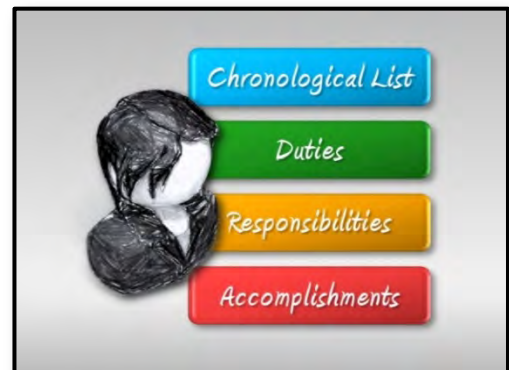 Chronological List
Duties
Responsibilities
Accomplishments